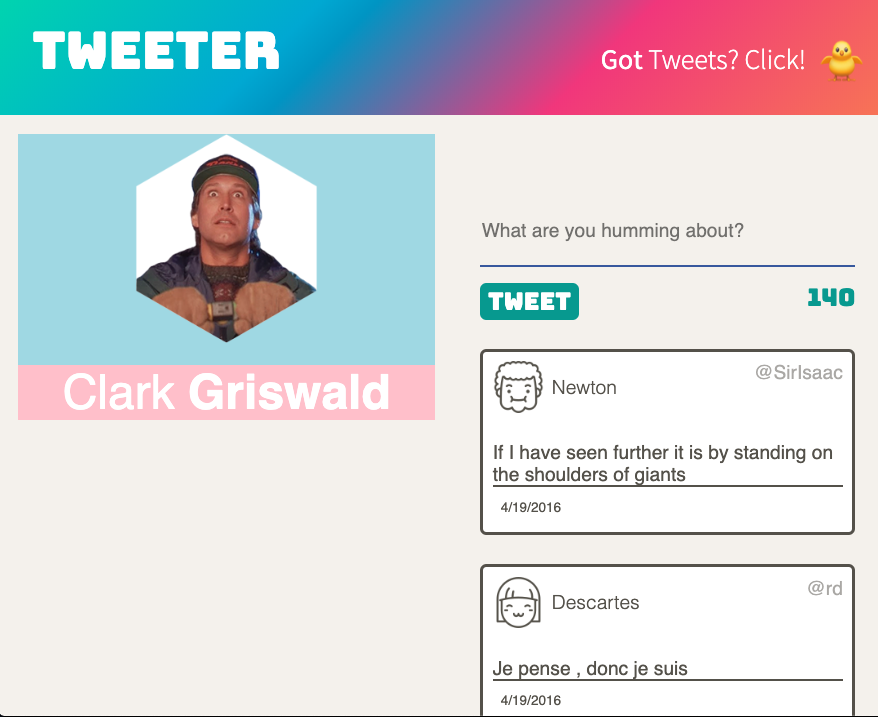 TWEETER
Got Tweets? Click!
Clark Griswald
What are you humming about?
TWEET
140
Newton
@SirIsaac
If I have seen further it is by standing on
the shoulders of giants
4/19/2016
Descartes
@rd
Je pense , donc je suis
4/19/2016